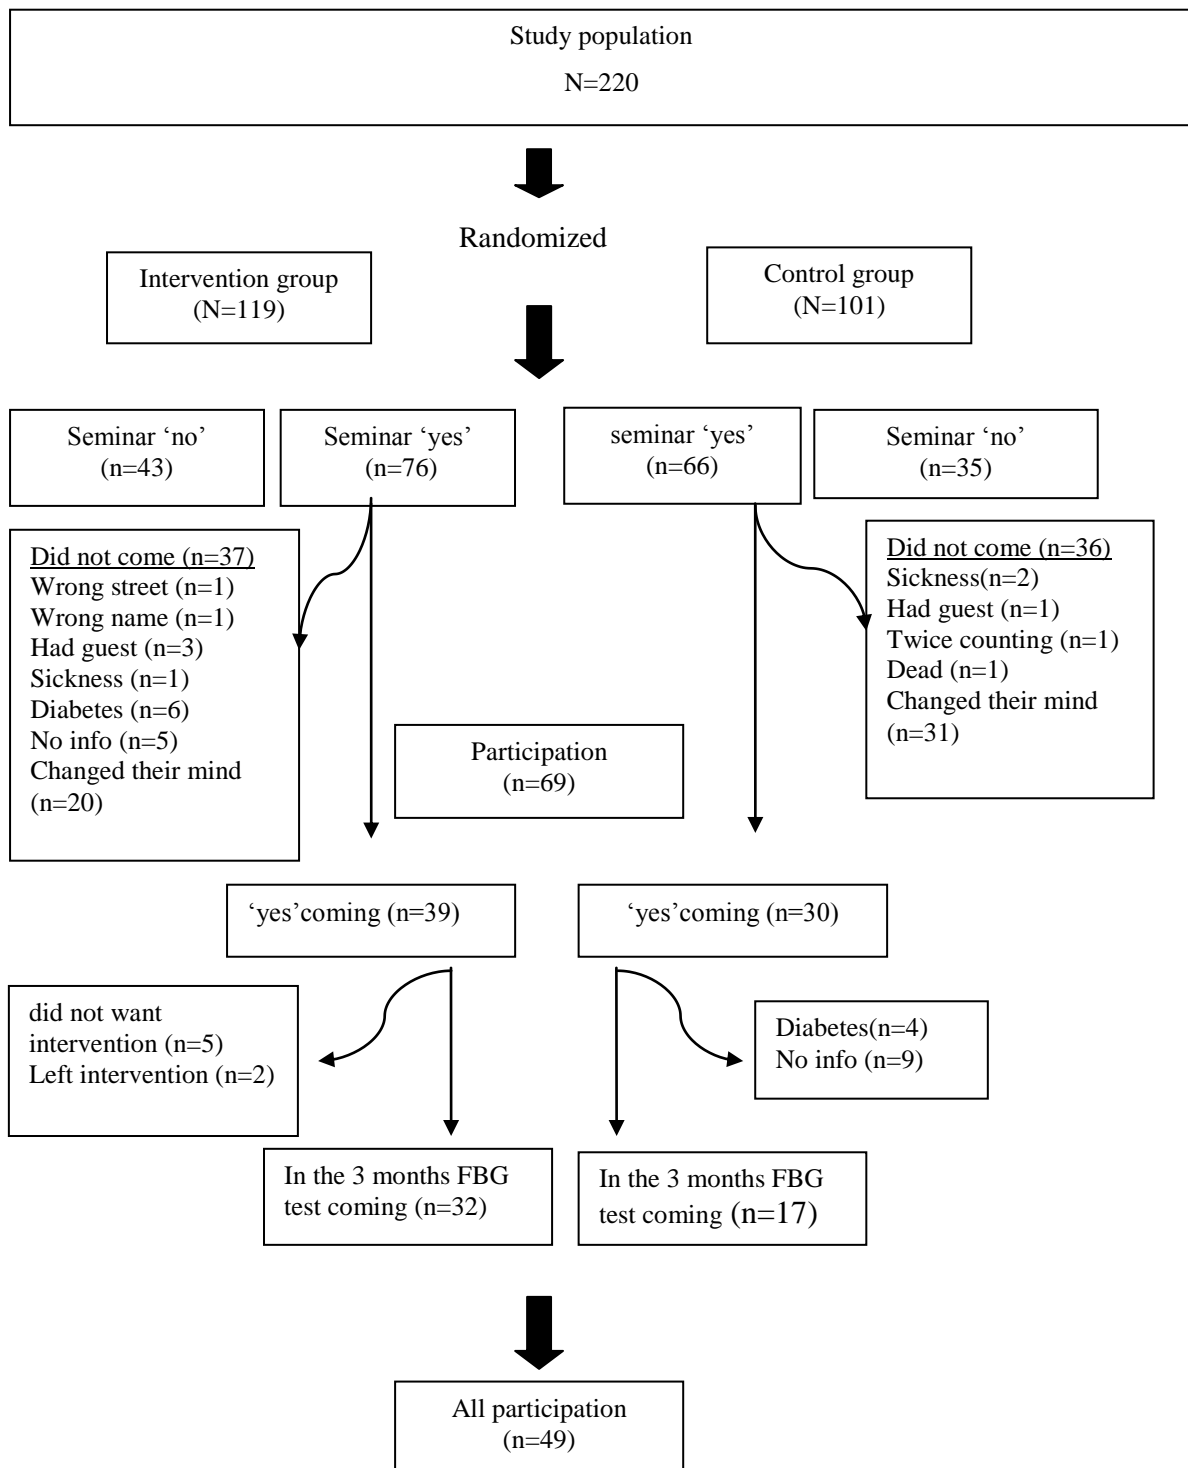 Study population
N=220
Randomized
Intervention group
(N=119)
Control group
(N=101)
Seminar ‘no’
(n=43)
Seminar ‘yes’
(n=76)
seminar ‘yes’
(n=66)
Seminar ‘no’
(n=35)
Did not come (n=37)
Wrong street (n=1)
Wrong name (n=1)
Had guest (n=3)
Sickness (n=1)
Diabetes (n=6)
No info (n=5)
Changed their mind
(n=20)
Did not come (n=36)
Sickness(n=2)
Had guest (n=1)
Twice counting (n=1)
Dead (n=1)
Changed their mind
(n=31)
Participation
(n=69)
‘yes’coming (n=39)
‘yes’coming (n=30)
did not want
intervention (n=5)
Left intervention (n=2)
Diabetes(n=4)
No info (n=9)
In the 3 months FBG
test coming (n=32)
In the 3 months FBG
test coming (n=17)
All participation
(n=49)